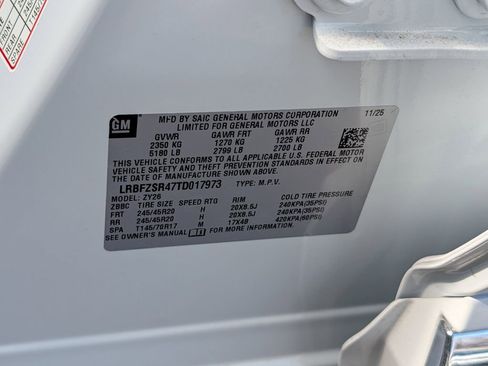 GM
MFD BY SAIC GENERAL MOTORS CORPORATION
LIMITED FOR GENERAL MOTORS LLC
11/25
GVWR GAWR FRT GAWR RR
2350 KG 1270 KG 1225 KG
5180 LB 2799 LB 2700 LB
THIS VEHICLE CONFORMS TO ALL APPLICABLE U.S. FEDERAL
MOTOR VEHICLE SAFETY AND THEFT PREVENTION STANDARDS IN EFFECT
ON THE DATE OF MANUFACTURE SHOWN ABOVE.
LRBFZSR47TD017973 TYPE: M.P.V.
MODEL: ZY26
ZBBC TIRE SIZE SPEED RTG RIM COLD TIRE PRESSURE
FRT 245/45R20 H 20X8.5J 240KPA(35PSI)
RR 245/45R20 H 20X8.5J 240KPA(35PSI)
SPA T145/70R17 M 17X4B 420KPA(60PSI)
SEE OWNER'S MANUAL FOR MORE INFORMATION.
FRONT
REAR
SPARE